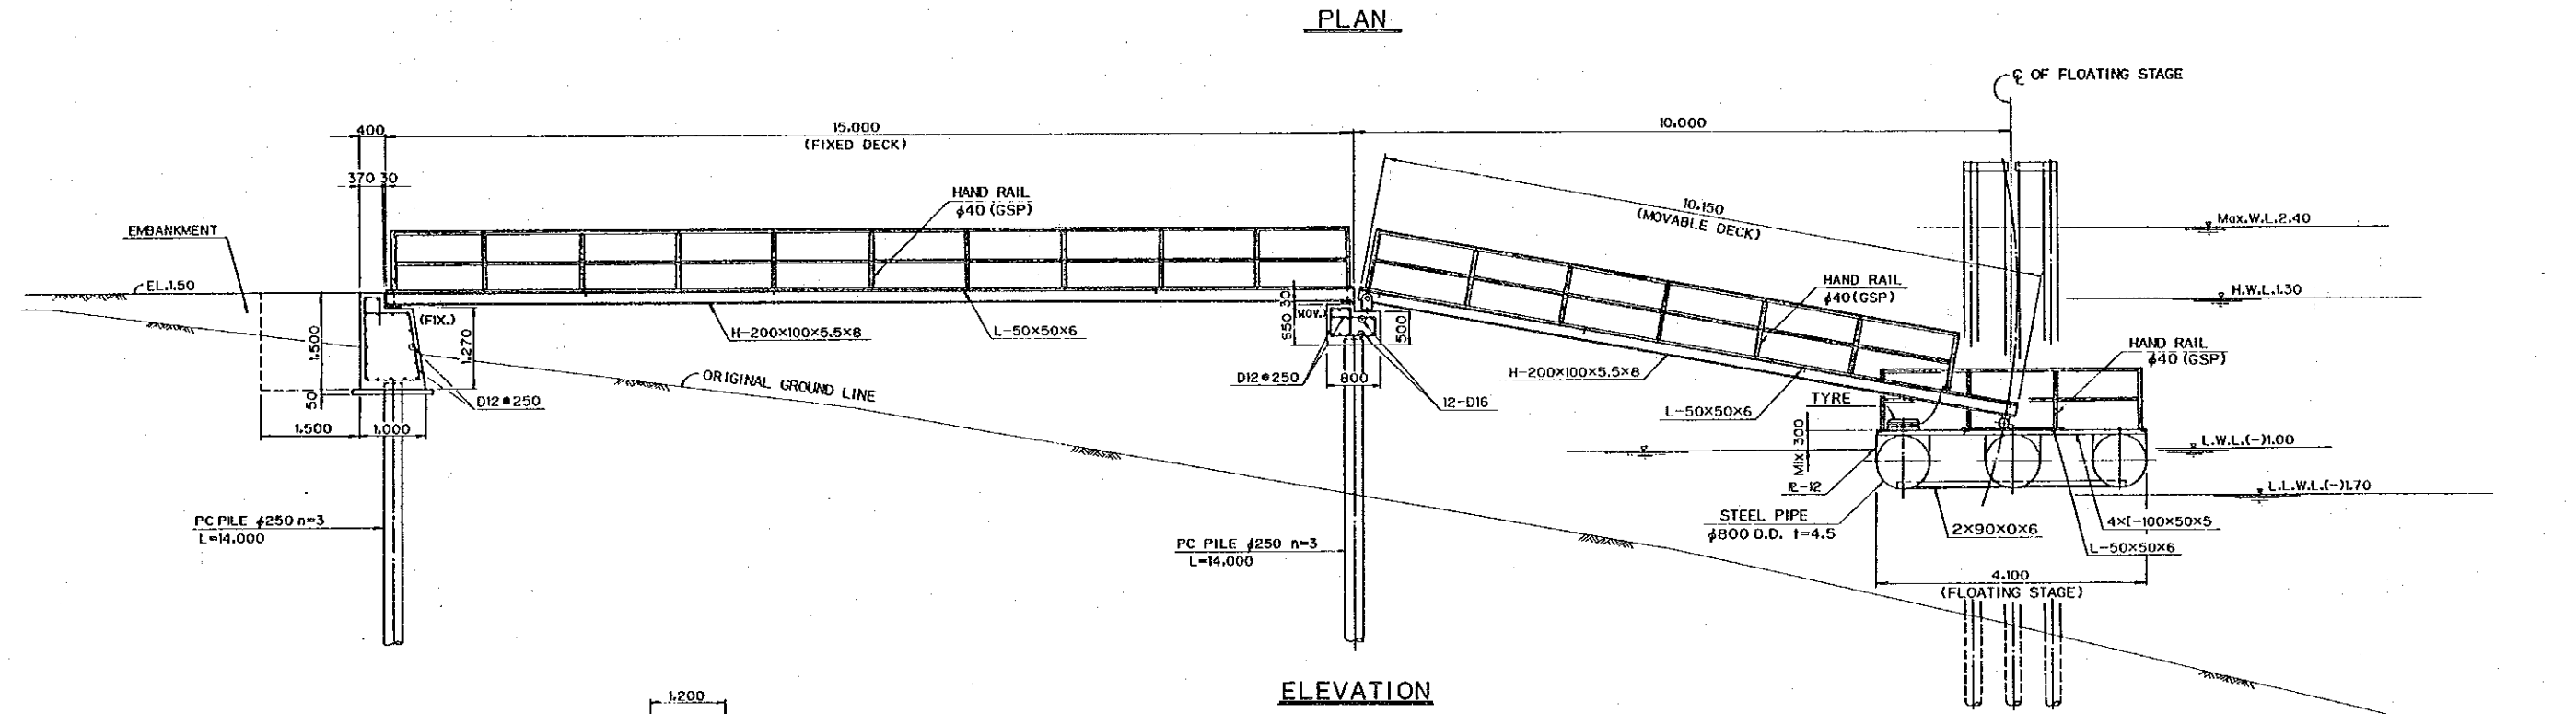 PLAN
℄ OF FLOATING STAGE
400
15.000
(FIXED DECK)
10.000
370 30
HAND RAIL
φ40 (GSP)
10.150
(MOVABLE DECK)
Max.W.L.2.40
EMBANKMENT
EL.1.50
HAND RAIL
φ40(GSP)
H.W.L.1.30
(FIX.)
1.500
1.270
H-200×100×5.5×8
L-50×50×6
30
(MOV.)
550
500
HAND RAIL
φ40 (GSP)
ORIGINAL GROUND LINE
D12@250
800
12-D16
H-200×100×5.5×8
L-50×50×6
TYRE
50
D12@250
1.500
1.000
MIX 300
L.W.L.(-)1.00
PL-12
L.L.W.L.(-)1.70
PC PILE φ250 n=3
L=14.000
PC PILE φ250 n=3
L=14.000
STEEL PIPE
φ800 O.D. t=4.5
2×90×0×6
4×[-100×50×5
L-50×50×6
4.100
(FLOATING STAGE)
1.200
ELEVATION